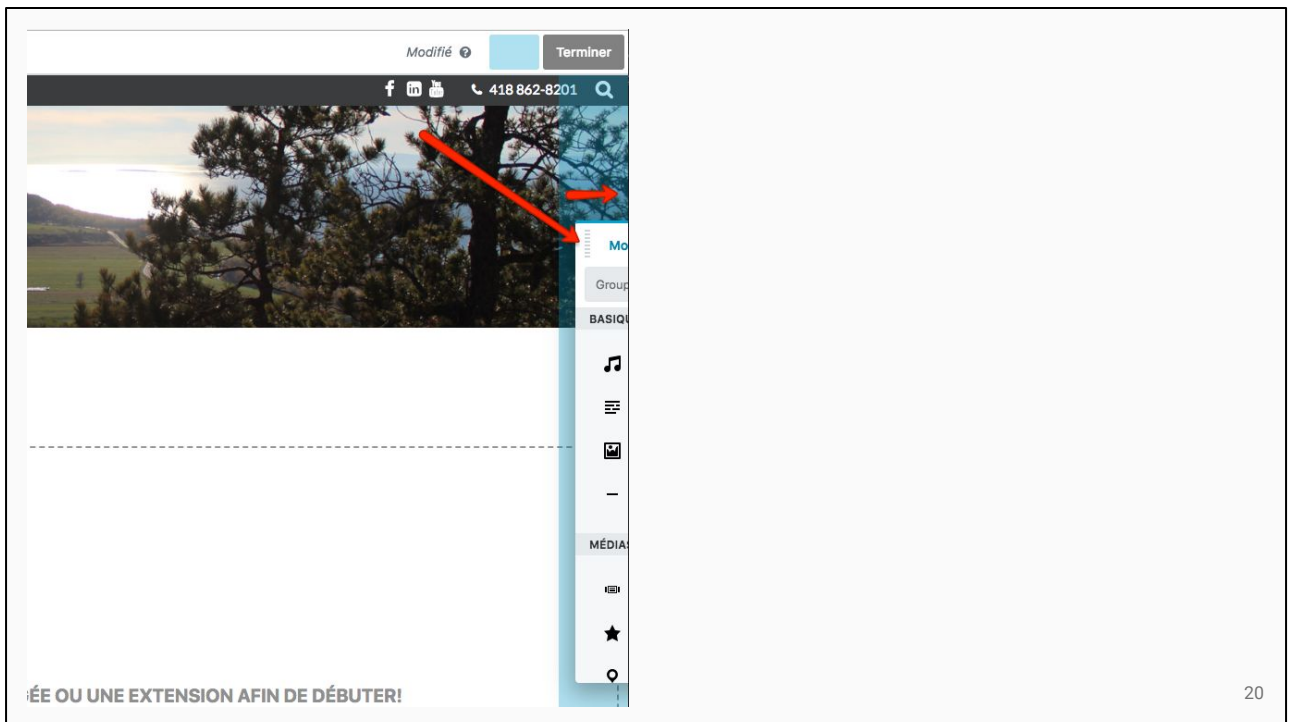 Modifié
Terminer
418 862-8201
Mo
Group
BASIQU
MÉDIAS
ÉE OU UNE EXTENSION AFIN DE DÉBUTER!
20